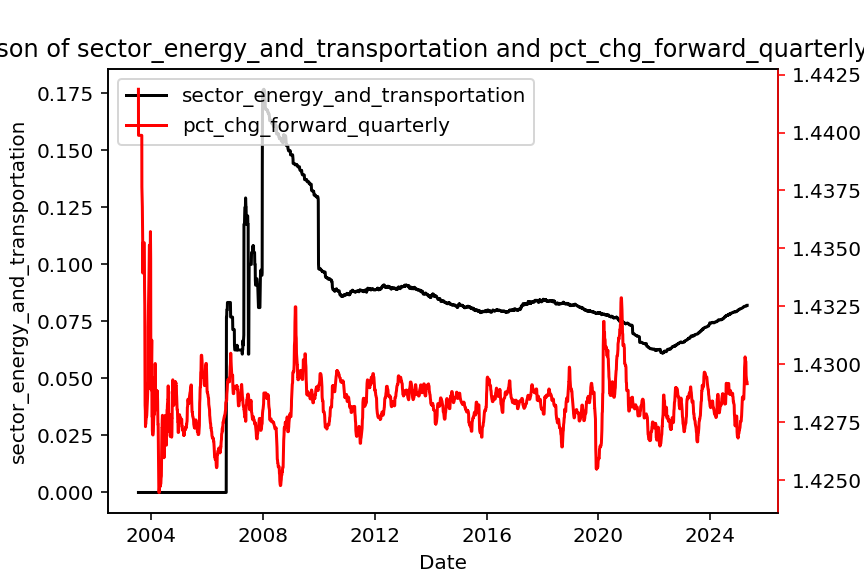 son of sector_energy_and_transportation and pct_chg_forward_quarterly
sector_energy_and_transportation
pct_chg_forward_quarterly
sector_energy_and_transportation
0.175
0.150
0.125
0.100
0.075
0.050
0.025
0.000
1.4425
1.4400
1.4375
1.4350
1.4325
1.4300
1.4275
1.4250
2004 2008 2012 2016 2020 2024
Date